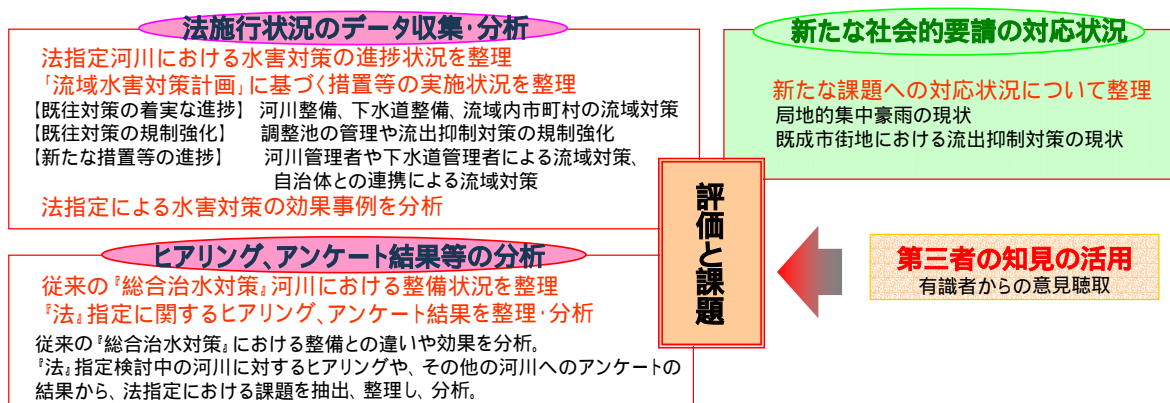 法施行状況のデータ収集・分析
法指定河川における水害対策の進捗状況を整理
「流域水害対策計画」に基づく措置等の実施状況を整理
【既往対策の着実な進捗】 河川整備、下水道整備、流域内市町村の流域対策
【既往対策の規制強化】 調整池の管理や流出抑制対策の規制強化
【新たな措置等の進捗】 河川管理者や下水道管理者による流域対策、
自治体との連携による流域対策
法指定による水害対策の効果事例を分析
ヒアリング、アンケート結果等の分析
従来の『総合治水対策』河川における整備状況を整理
『法』指定に関するヒアリング、アンケート結果を整理・分析
従来の『総合治水対策』における整備との違いや効果を分析。
『法』指定検討中の河川に対するヒアリングや、その他の河川へのアンケートの
結果から、法指定における課題を抽出、整理し、分析。
評価と課題
新たな社会的要請の対応状況
新たな課題への対応状況について整理
局地的集中豪雨の現状
既成市街地における流出抑制対策の現状
第三者の知見の活用
有識者からの意見聴取